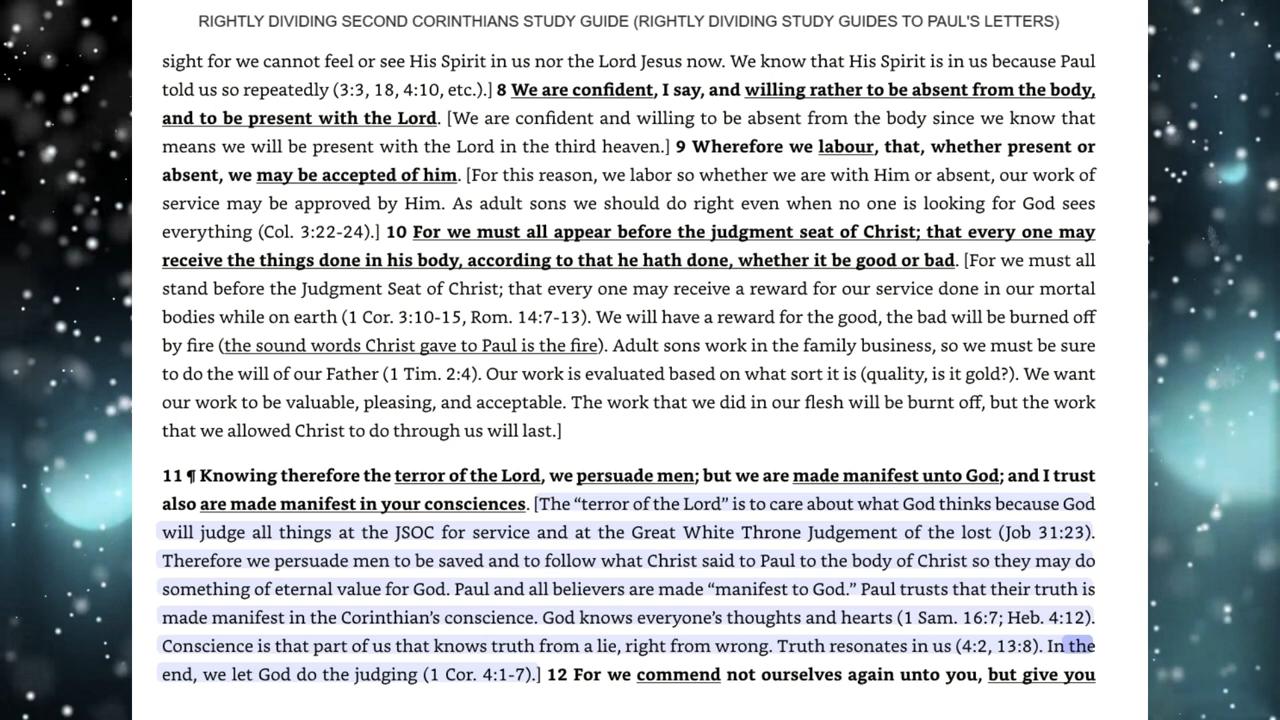 RIGHTLY DIVIDING SECOND CORINTHIANS STUDY GUIDE (RIGHTLY DIVIDING STUDY GUIDES TO PAUL'S LETTERS)
sight for we cannot feel or see His Spirit in us nor the Lord Jesus now. We know that His Spirit is in us because Paul
told us so repeatedly (3:3, 18, 4:10, etc.).] 8 We are confident, I say, and willing rather to be absent from the body,
and to be present with the Lord. [We are confident and willing to be absent from the body since we know that
means we will be present with the Lord in the third heaven.] 9 Wherefore we labour, that, whether present or
absent, we may be accepted of him. [For this reason, we labor so whether we are with Him or absent, our work of
service may be approved by Him. As adult sons we should do right even when no one is looking for God sees
everything (Col. 3:22-24).] 10 For we must all appear before the judgment seat of Christ; that every one may
receive the things done in his body, according to that he hath done, whether it be good or bad. [For we must all
stand before the Judgment Seat of Christ; that every one may receive a reward for our service done in our mortal
bodies while on earth (1 Cor. 3:10-15, Rom. 14:7-13). We will have a reward for the good, the bad will be burned off
by fire (the sound words Christ gave to Paul is the fire). Adult sons work in the family business, so we must be sure
to do the will of our Father (1 Tim. 2:4). Our work is evaluated based on what sort it is (quality, is it gold?). We want
our work to be valuable, pleasing, and acceptable. The work that we did in our flesh will be burnt off, but the work
that we allowed Christ to do through us will last.]
11 ¶ Knowing therefore the terror of the Lord, we persuade men; but we are made manifest unto God; and I trust
also are made manifest in your consciences. [The “terror of the Lord” is to care about what God thinks because God
will judge all things at the JSOC for service and at the Great White Throne Judgement of the lost (Job 31:23).
Therefore we persuade men to be saved and to follow what Christ said to Paul to the body of Christ so they may do
something of eternal value for God. Paul and all believers are made “manifest to God.” Paul trusts that their truth is
made manifest in the Corinthian’s conscience. God knows everyone’s thoughts and hearts (1 Sam. 16:7; Heb. 4:12).
Conscience is that part of us that knows truth from a lie, right from wrong. Truth resonates in us (4:2, 13:8). In the
end, we let God do the judging (1 Cor. 4:1-7).] 12 For we commend not ourselves again unto you, but give you